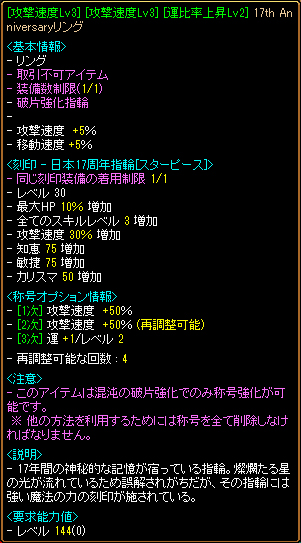 [攻撃速度Lv3] [攻撃速度Lv3] [運比率上昇Lv2] 17th An
niversaryリング
<基本情報>
- リング
- 取引不可アイテム
- 装備数制限(1/1)
- 破片強化指輪
-
- 攻撃速度 +5%
- 移動速度 +5%
<刻印 - 日本17周年指輪[スターピース]>
- 同じ刻印装備の着用制限 1/1
- レベル 30
- 最大HP 10% 増加
- 全てのスキルレベル 3 増加
- 攻撃速度 30% 増加
- 知恵 75 増加
- 敏捷 75 増加
- カリスマ 50 増加
<称号オプション情報>
- [1次] 攻撃速度 +50%
- [2次] 攻撃速度 +50% (再調整可能)
- [3次] 運 +1/レベル 2
- 再調整可能な回数 : 4
<注意>
- このアイテムは混沌の破片強化でのみ称号強化が可
能です。
※ 他の方法を利用するためには称号を全て削除しなけ
ればなりません。
<説明>
- 17年間の神秘的な記憶が宿っている指輪。燦爛たる星
の光が流れているため誤解されがちだが、その指輪には
強い魔法の力の刻印が施されている。
<要求能力値>
- レベル 144(0)